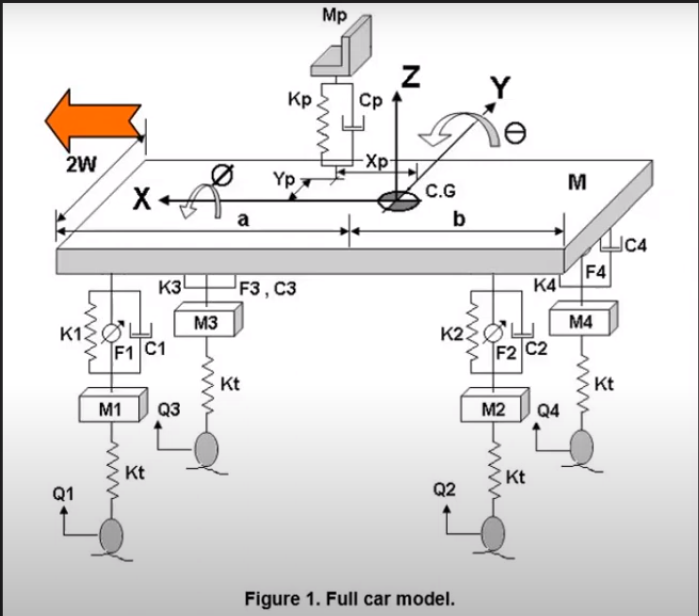 Mp
Z
Y
Kp
Cp
Θ
2W
Xp
Yp
Ø
X
C.G
M
a
b
C4
K3
F3 , C3
K4
F4
M3
M4
K1
F1
C1
K2
F2
C2
Kt
Kt
M1
Q3
M2
Q4
Kt
Kt
Q1
Q2
Figure 1. Full car model.